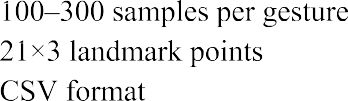 100–300 samples per gesture
21×3 landmark points
CSV format